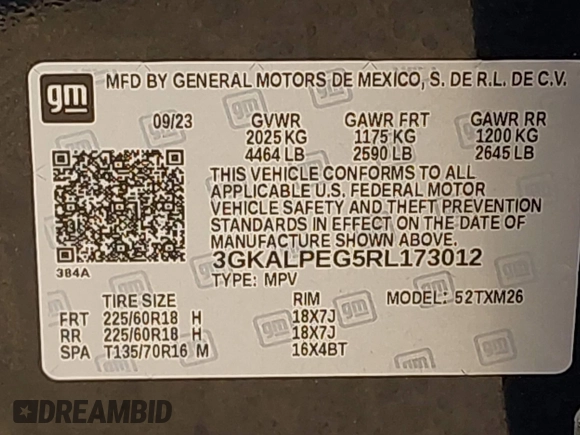 gm
MFD BY GENERAL MOTORS DE MEXICO, S. DE R.L. DE C.V.
09/23 GVWR GAWR FRT GAWR RR
2025 KG 1175 KG 1200 KG
4464 LB 2590 LB 2645 LB
THIS VEHICLE CONFORMS TO ALL
APPLICABLE U.S. FEDERAL MOTOR
VEHICLE SAFETY AND THEFT PREVENTION
STANDARDS IN EFFECT ON THE DATE OF
MANUFACTURE SHOWN ABOVE.
384A
3GKALPEG5RL173012
TYPE: MPV
TIRE SIZE RIM MODEL: 52TXM26
FRT 225/60R18 H 18X7J
RR 225/60R18 H 18X7J
SPA T135/70R16 M 16X4BT
DREAMBID